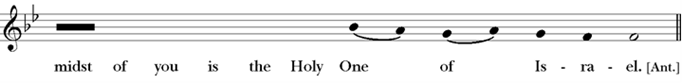 midst of you is the Holy One of Is - ra - el. [Ant.]